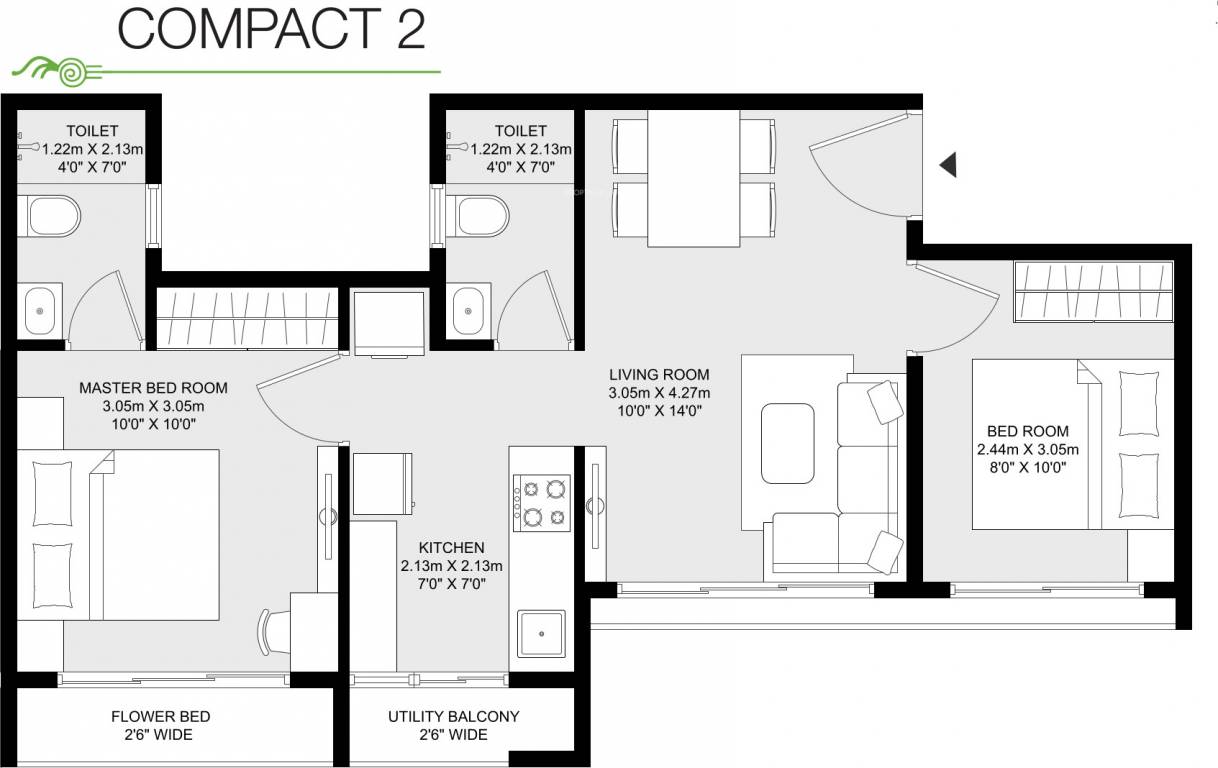 COMPACT 2
TOILET
1.22m X 2.13m
4'0" X 7'0"
TOILET
1.22m X 2.13m
4'0" X 7'0"
MASTER BED ROOM
3.05m X 3.05m
10'0" X 10'0"
LIVING ROOM
3.05m X 4.27m
10'0" X 14'0"
BED ROOM
2.44m X 3.05m
8'0" X 10'0"
KITCHEN
2.13m X 2.13m
7'0" X 7'0"
FLOWER BED
2'6" WIDE
UTILITY BALCONY
2'6" WIDE